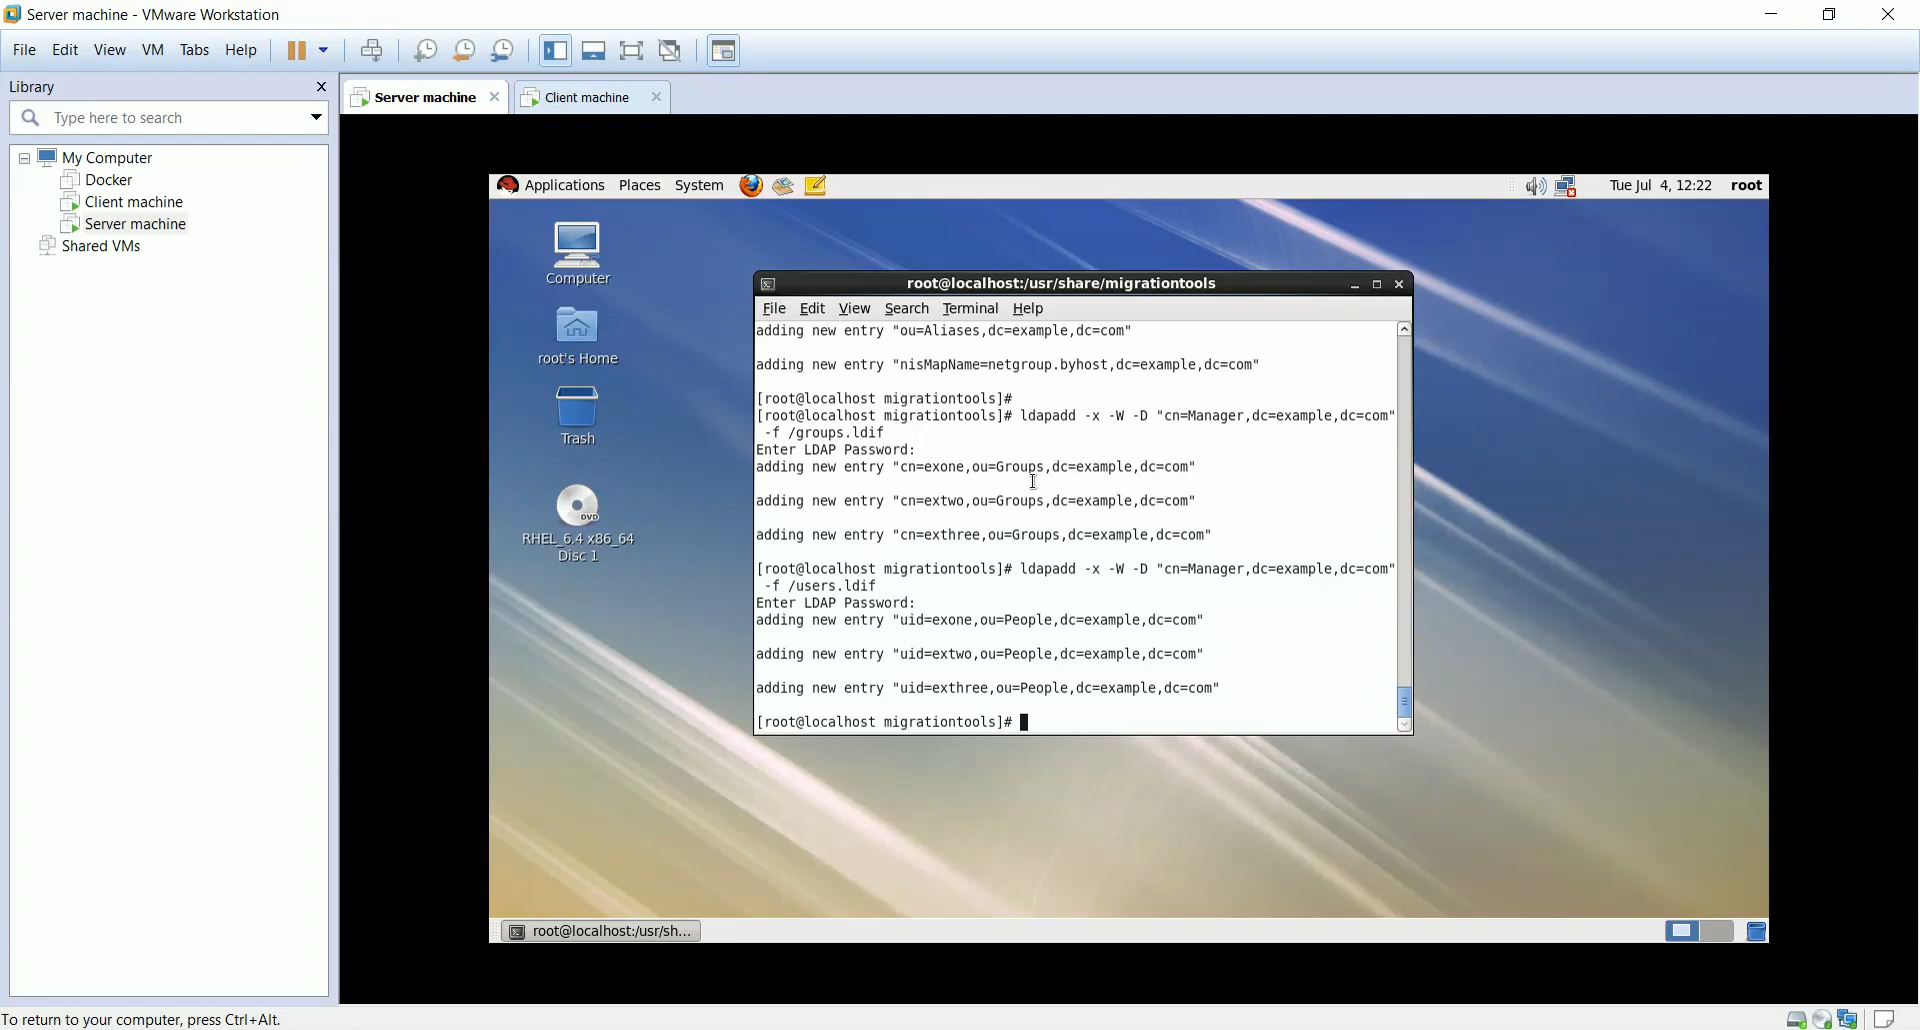 Server machine - VMware Workstation
File Edit View VM Tabs Help
Library
Type here to search
My Computer
Docker
Client machine
Server machine
Shared VMs
Server machine
Client machine
Applications Places System
Tue Jul 4, 12:22 root
Computer
root's Home
Trash
DVD
RHEL_6.4 x86_64
Disc 1
root@localhost:/usr/share/migrationtools
File Edit View Search Terminal Help
adding new entry "ou=Aliases,dc=example,dc=com"
adding new entry "nisMapName=netgroup.byhost,dc=example,dc=com"
[root@localhost migrationtools]#
[root@localhost migrationtools]# ldapadd -x -W -D "cn=Manager,dc=example,dc=com"
-f /groups.ldif
Enter LDAP Password:
adding new entry "cn=exone,ou=Groups,dc=example,dc=com"
adding new entry "cn=extwo,ou=Groups,dc=example,dc=com"
adding new entry "cn=exthree,ou=Groups,dc=example,dc=com"
[root@localhost migrationtools]# ldapadd -x -W -D "cn=Manager,dc=example,dc=com"
-f /users.ldif
Enter LDAP Password:
adding new entry "uid=exone,ou=People,dc=example,dc=com"
adding new entry "uid=extwo,ou=People,dc=example,dc=com"
adding new entry "uid=exthree,ou=People,dc=example,dc=com"
[root@localhost migrationtools]#
root@localhost:/usr/sh...
To return to your computer, press Ctrl+Alt.